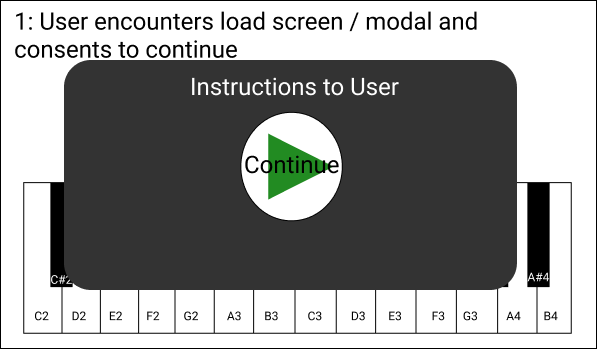 1: User encounters load screen / modal and
consents to continue
Instructions to User
Continue
C#2 A#4
C2 D2 E2 F2 G2 A3 B3 C3 D3 E3 F3 G3 A4 B4